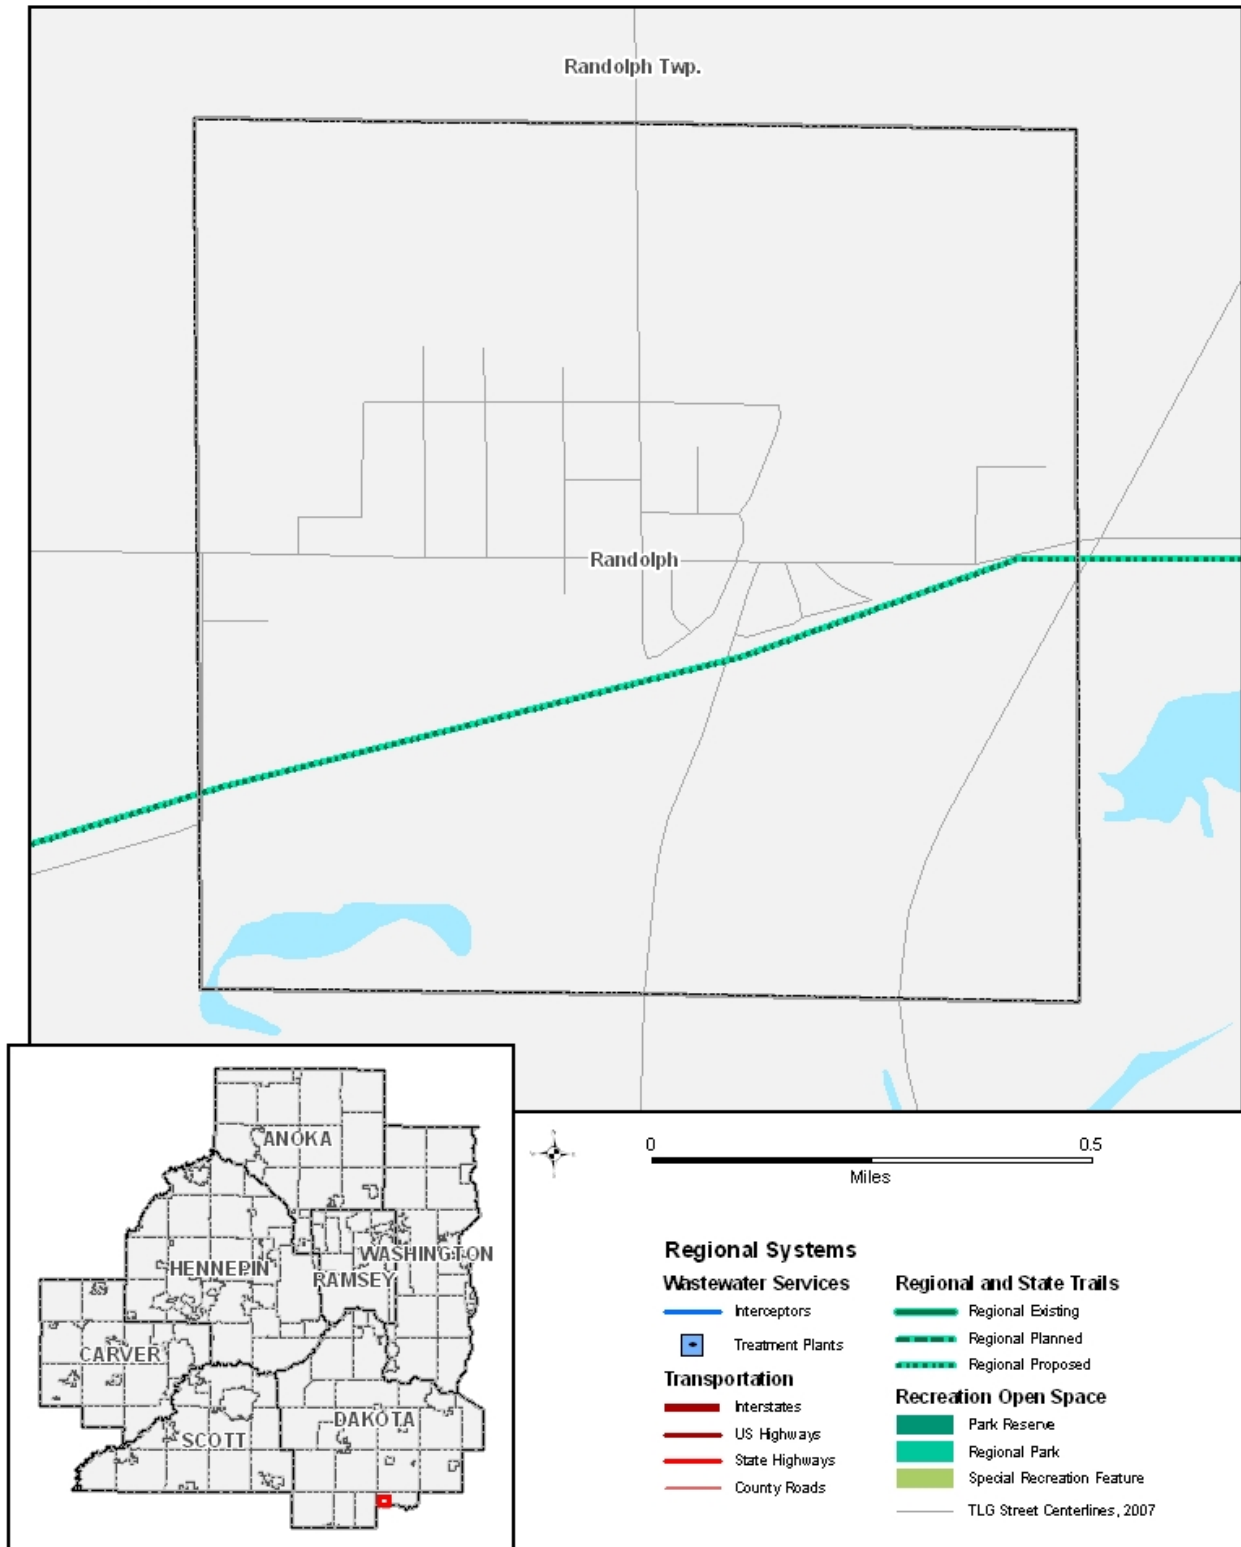 Randolph Twp.
Randolph
ANOKA
WASHINGTON
HENNEPIN
RAMSEY
CARVER
DAKOTA
SCOTT
0 0.5
Miles
Regional Systems
Wastewater Services
Interceptors
Treatment Plants
Transportation
Interstates
US Highways
State Highways
County Roads
Regional and State Trails
Regional Existing
Regional Planned
Regional Proposed
Recreation Open Space
Park Reserve
Regional Park
Special Recreation Feature
TLG Street Centerlines, 2007